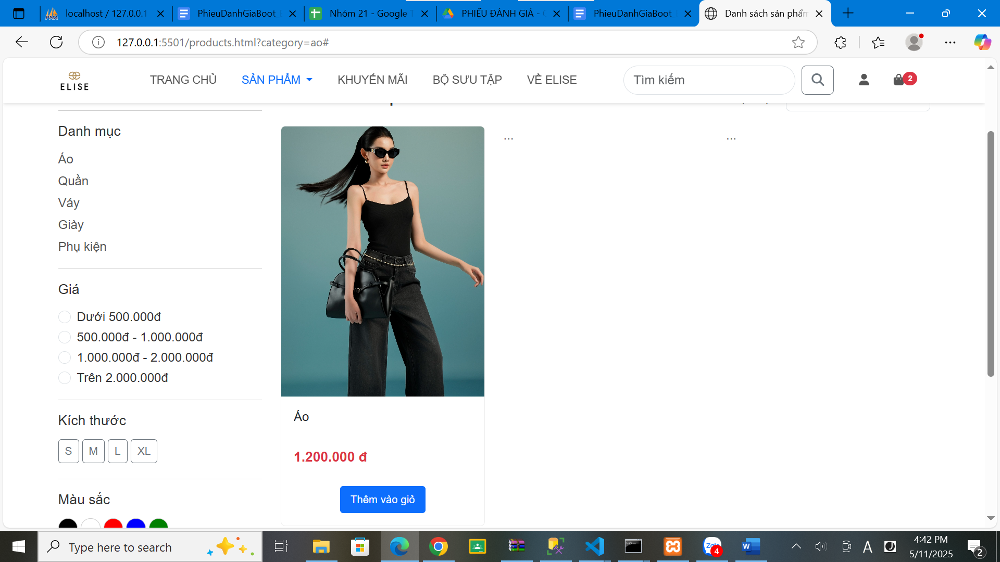 localhost / 127.0.0.1
PhieuDanhGiaBoot_
Nhóm 21 - Google T
PHIẾU ĐÁNH GIÁ -
PhieuDanhGiaBoot_
Danh sách sản phẩm
127.0.0.1:5501/products.html?category=ao#
ELISE
TRANG CHỦ
SẢN PHẨM
KHUYẾN MÃI
BỘ SƯU TẬP
VỀ ELISE
Tìm kiếm
2
Danh mục
Áo
Quần
Váy
Giày
Phụ kiện
Giá
Dưới 500.000đ
500.000đ - 1.000.000đ
1.000.000đ - 2.000.000đ
Trên 2.000.000đ
Kích thước
S M L XL
Màu sắc
...
...
Áo
1.200.000 đ
Thêm vào giỏ
Type here to search
Zalo
4
W
A
4:42 PM
5/11/2025
2